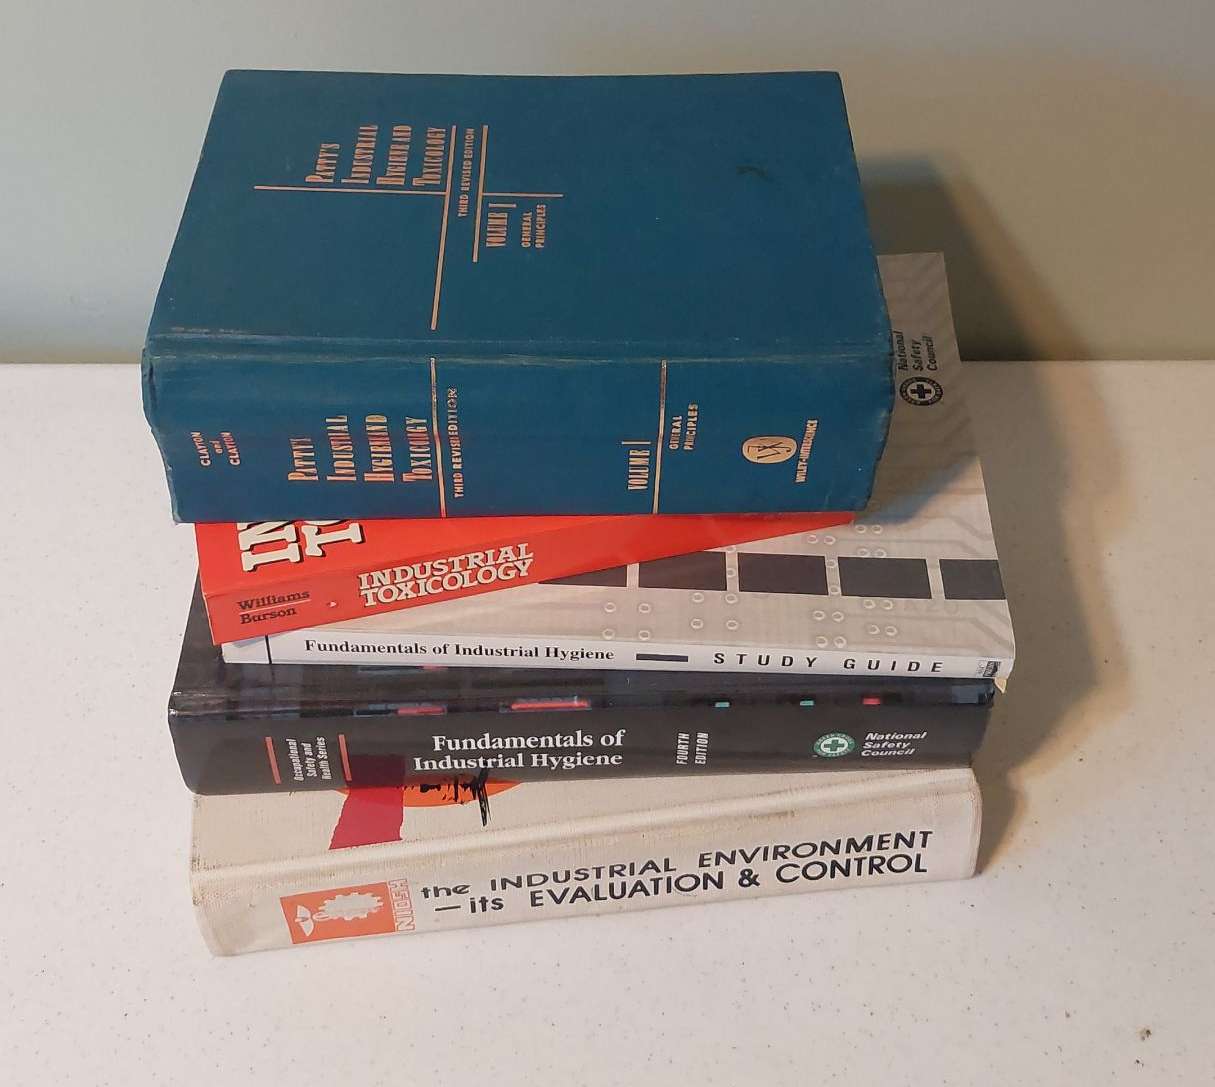 PATTY'S
INDUSTRIAL
HYGIENE AND
TOXICOLOGY
THIRD REVISED EDITION
VOLUME I
GENERAL
PRINCIPLES
CLAYTON
and
CLAYTON
PATTY'S
INDUSTRIAL
HYGIENE AND
TOXICOLOGY
THIRD REVISED EDITION
VOLUME I
GENERAL
PRINCIPLES
WILEY-INTERSCIENCE
National
Safety
Council
Williams
Burson
INDUSTRIAL
TOXICOLOGY
Fundamentals of Industrial Hygiene STUDY GUIDE
Occupational
Safety and
Health Series
Fundamentals of
Industrial Hygiene
FOURTH
EDITION
National
Safety
Council
NIOSH
the INDUSTRIAL ENVIRONMENT
—its EVALUATION & CONTROL